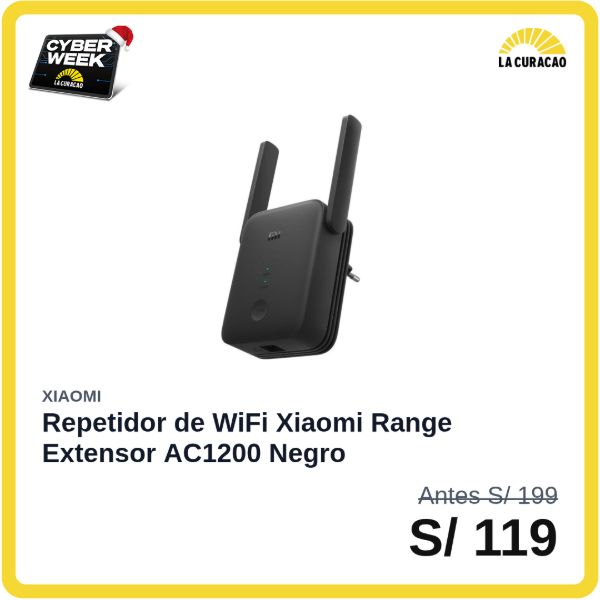 CYBER
WEEK
LA CURACAO
LA CURACAO
XIAOMI
Repetidor de WiFi Xiaomi Range
Extensor AC1200 Negro
Antes S/ 199
S/ 119